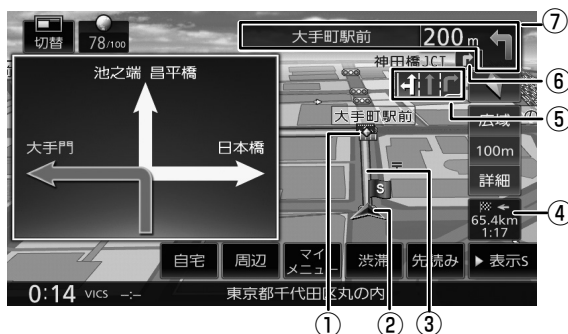 ⑦
切替
78/100
大手町駅前 200m
神田橋JCT
⑥
⑤
池之端 昌平橋
大手門
日本橋
大手町駅前
広域
100m
詳細
①
S
65.4km
1:17
④
自宅
周辺
マイメニュー
渋滞
先読み
▶ 表示S
0:14 VICS -:--
東京都千代田区丸の内
① ② ③